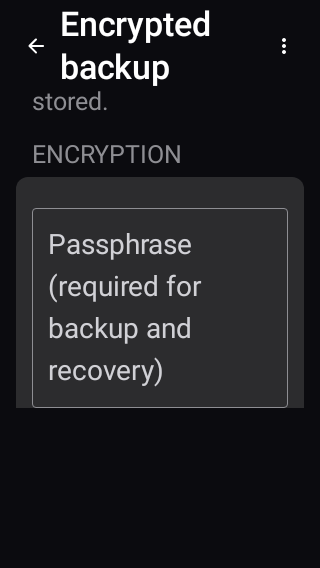 Encrypted
backup
stored.
ENCRYPTION
Passphrase
(required for
backup and
recovery)